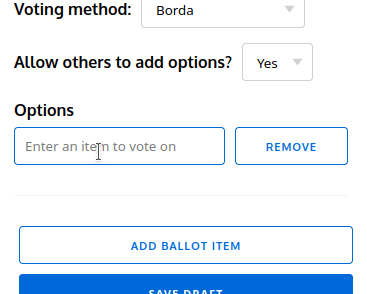 Voting method: Borda
Allow others to add options? Yes
Options
Enter an item to vote on REMOVE
ADD BALLOT ITEM
SAVE DRAFT